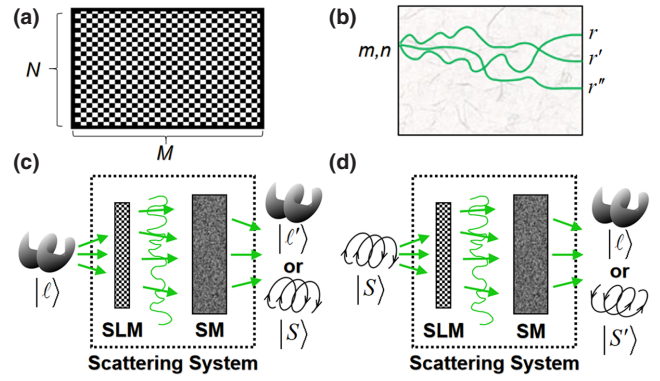 (a)
N
M
(b)
m,n
r
r′
r″
(c)
|ℓ⟩
SLM
SM
|ℓ′⟩
or
|S⟩
Scattering System
(d)
|S⟩
SLM
SM
|ℓ⟩
or
|S′⟩
Scattering System